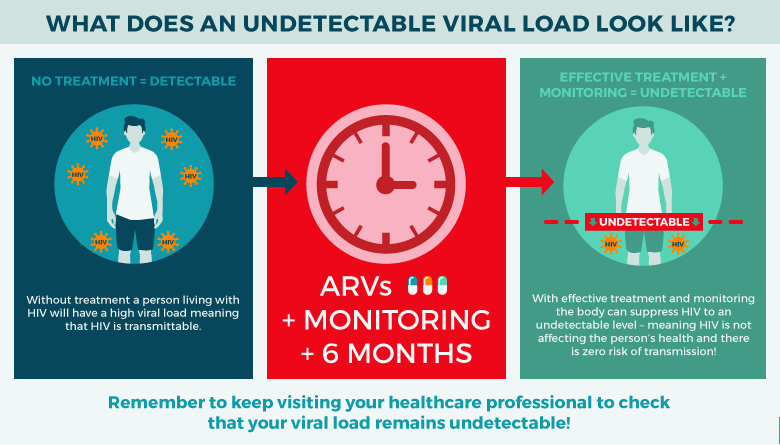 WHAT DOES AN UNDETECTABLE VIRAL LOAD LOOK LIKE?
NO TREATMENT = DETECTABLE
HIV
HIV
HIV
HIV
HIV
HIV
Without treatment a person living with
HIV will have a high viral load meaning
that HIV is transmittable.
ARVs
+ MONITORING
+ 6 MONTHS
EFFECTIVE TREATMENT +
MONITORING = UNDETECTABLE
UNDETECTABLE
HIV
HIV
With effective treatment and monitoring
the body can suppress HIV to an
undetectable level – meaning HIV is not
affecting the person's health and there
is zero risk of transmission!
Remember to keep visiting your healthcare professional to check
that your viral load remains undetectable!